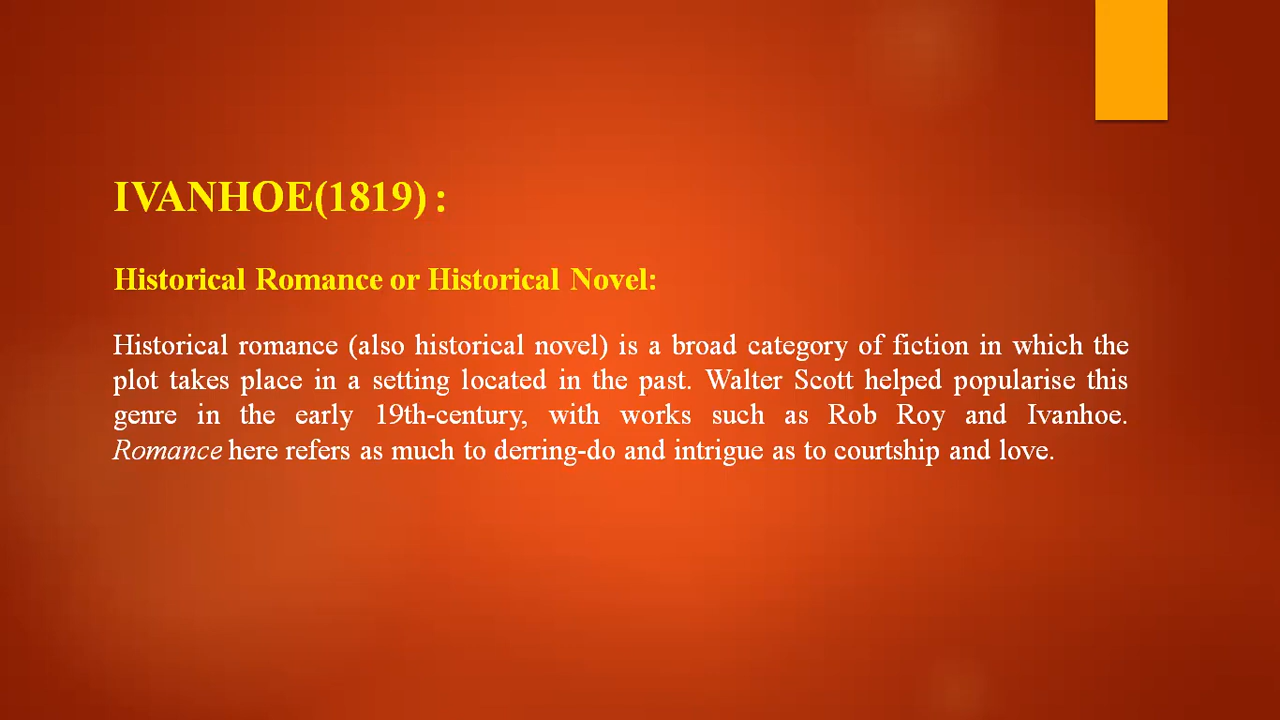 IVANHOE(1819) :
Historical Romance or Historical Novel:
Historical romance (also historical novel) is a broad category of fiction in which the
plot takes place in a setting located in the past. Walter Scott helped popularise this
genre in the early 19th-century, with works such as Rob Roy and Ivanhoe.
Romance here refers as much to derring-do and intrigue as to courtship and love.